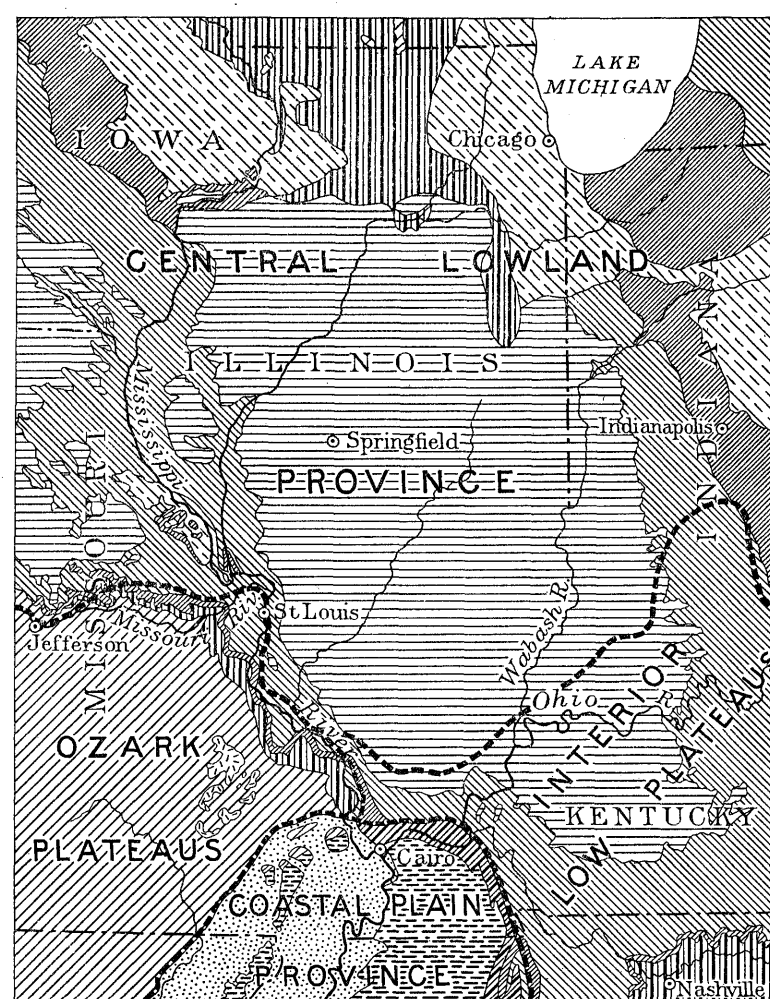 LAKE
MICHIGAN
IOWA
Chicago
CENTRAL LOWLAND
ILLINOIS
Mississippi
INDIANA
Indianapolis
Springfield
PROVINCE
MISSOURI
St Louis
Jefferson
Missouri
River
Wabash R.
Ohio R.
OZARK
INTERIOR
LOW PLATEAUS
KENTUCKY
PLATEAUS
Cairo
COASTAL PLAIN
PROVINCE
Nashville